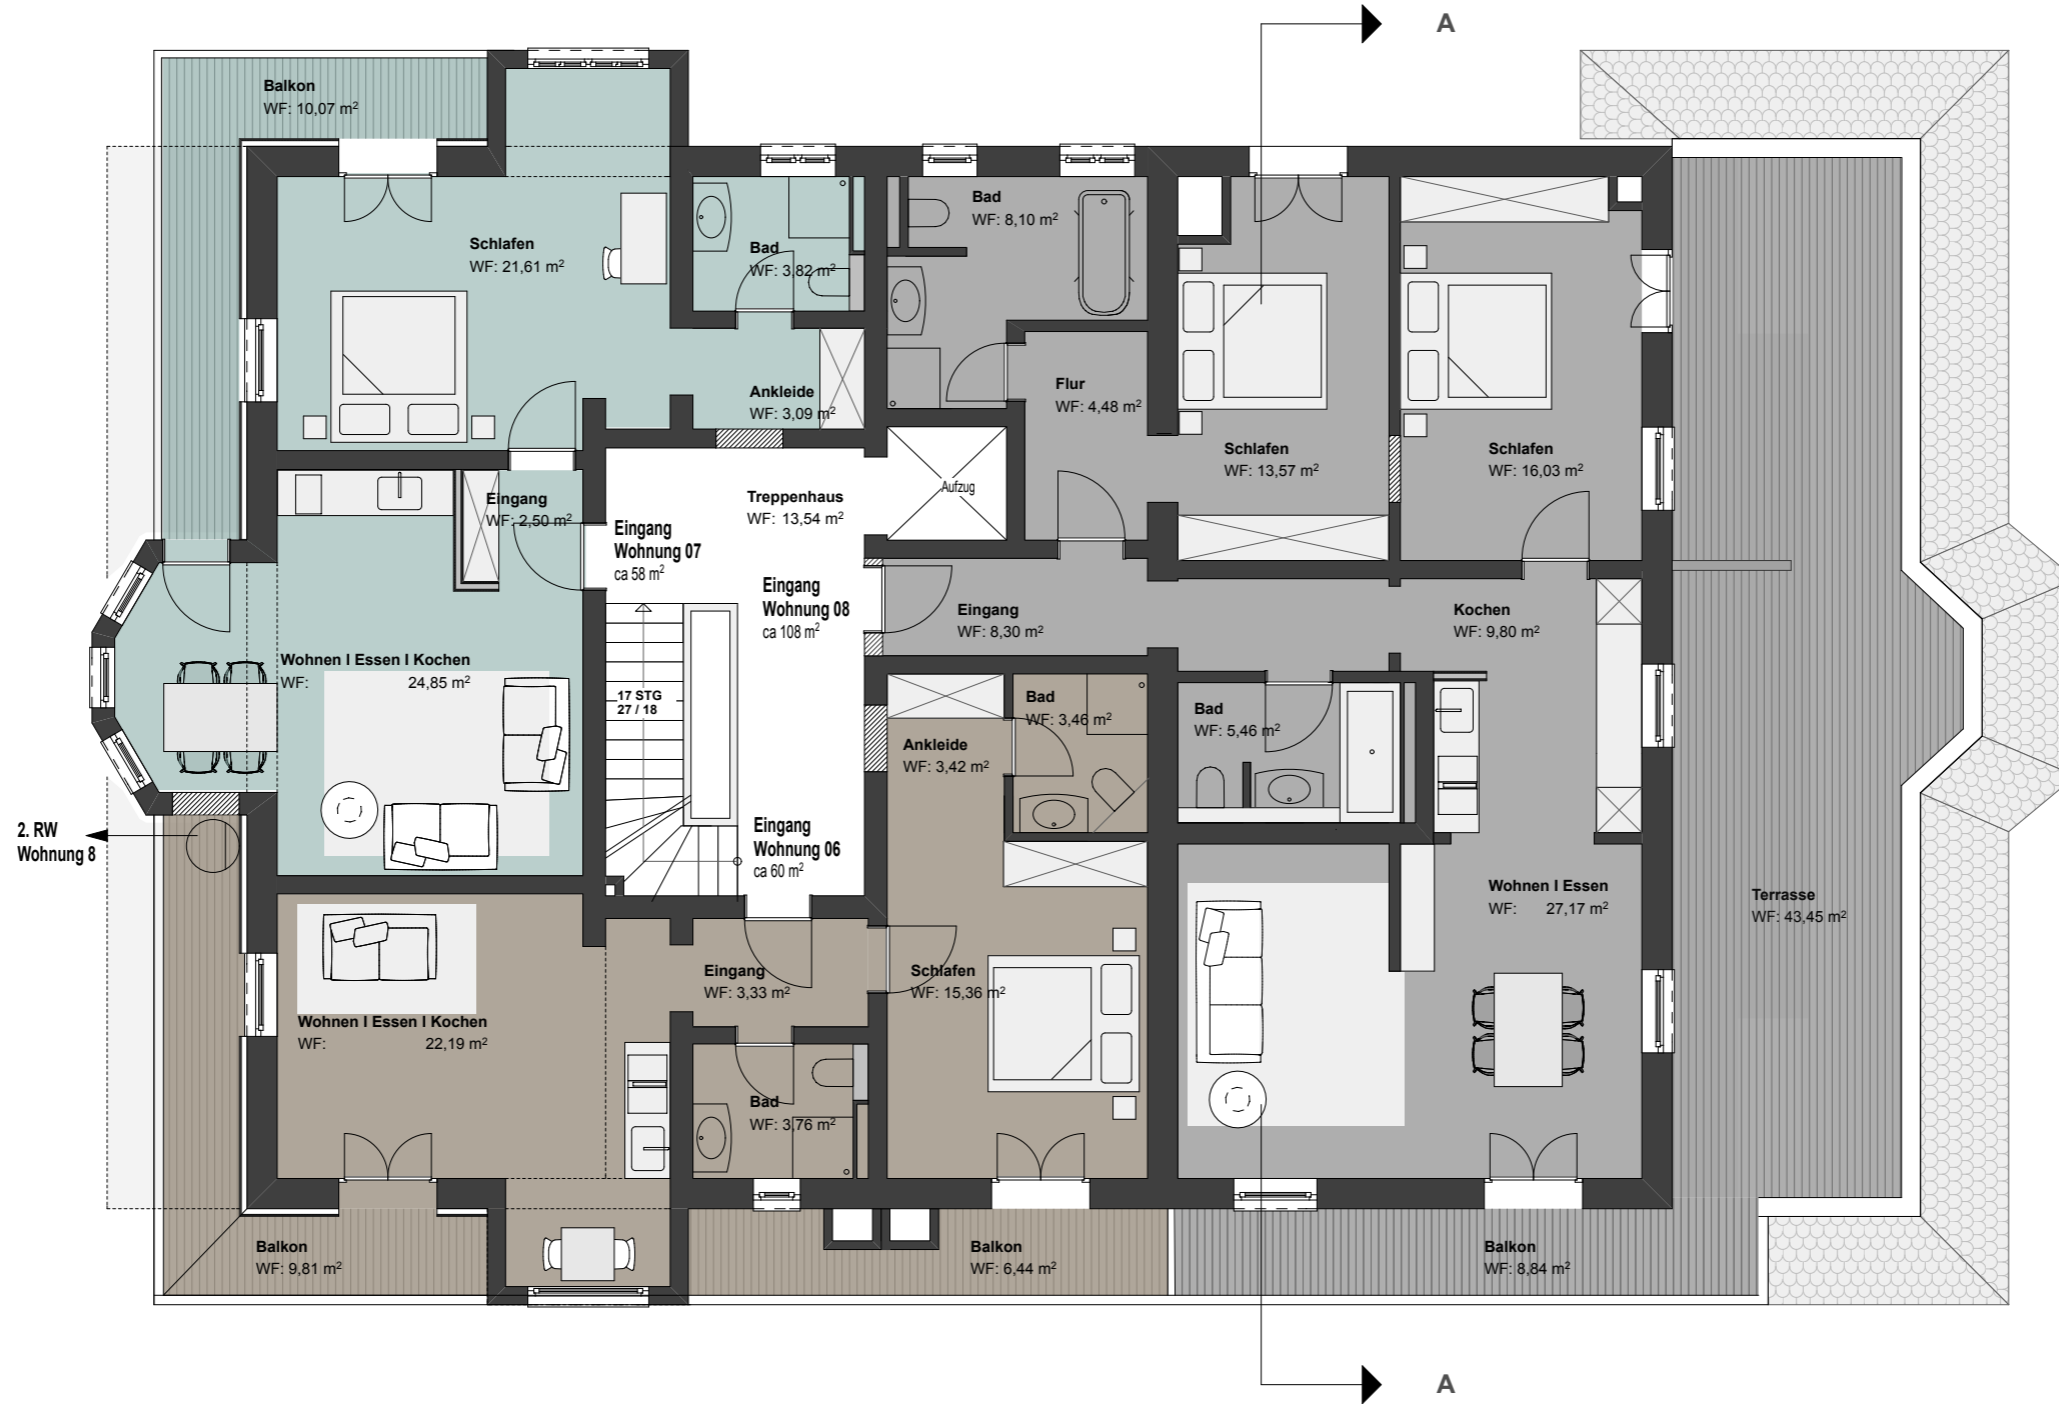 A
Balkon
WF: 10,07 m²
Schlafen
WF: 21,61 m²
Bad
WF: 3,82 m²
Bad
WF: 8,10 m²
Ankleide
WF: 3,09 m²
Flur
WF: 4,48 m²
Schlafen
WF: 13,57 m²
Schlafen
WF: 16,03 m²
Eingang
WF: 2,50 m²
Treppenhaus
WF: 13,54 m²
Aufzug
Eingang
Wohnung 07
ca 58 m²
Eingang
Wohnung 08
ca 108 m²
Eingang
WF: 8,30 m²
Kochen
WF: 9,80 m²
Wohnen I Essen I Kochen
WF: 24,85 m²
17 STG
27 / 18
Bad
WF: 3,46 m²
Ankleide
WF: 3,42 m²
Bad
WF: 5,46 m²
2. RW
Wohnung 8
Eingang
Wohnung 06
ca 60 m²
Wohnen I Essen
WF: 27,17 m²
Terrasse
WF: 43,45 m²
Eingang
WF: 3,33 m²
Schlafen
WF: 15,36 m²
Wohnen I Essen I Kochen
WF: 22,19 m²
Bad
WF: 3,76 m²
Balkon
WF: 9,81 m²
Balkon
WF: 6,44 m²
Balkon
WF: 8,84 m²
A